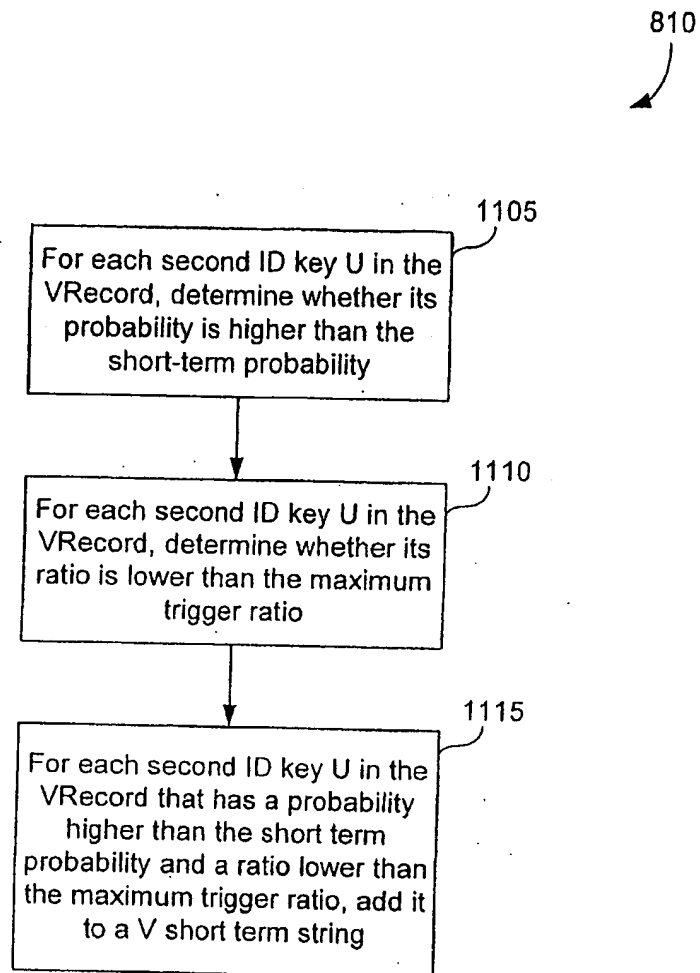 810
1105
For each second ID key U in the
VRecord, determine whether its
probability is higher than the
short-term probability
1110
For each second ID key U in the
VRecord, determine whether its
ratio is lower than the maximum
trigger ratio
1115
For each second ID key U in the
VRecord that has a probability
higher than the short term
probability and a ratio lower than
the maximum trigger ratio, add it
to a V short term string